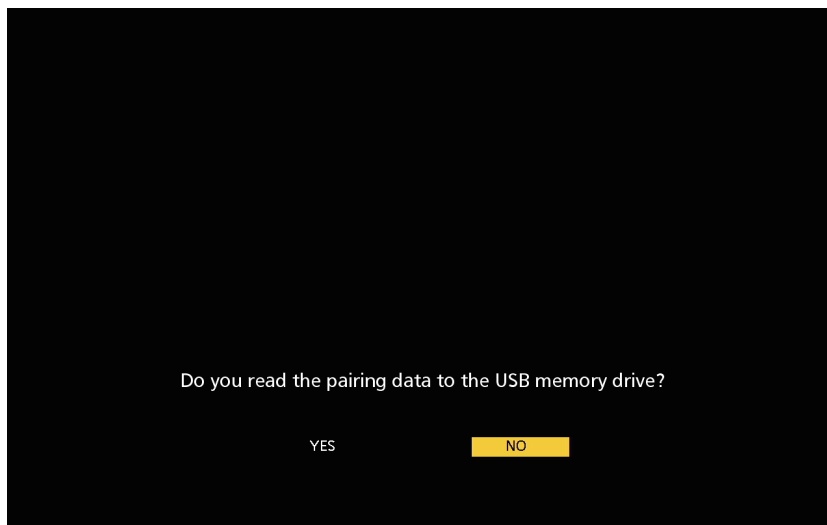 Do you read the pairing data to the USB memory drive?
YES NO